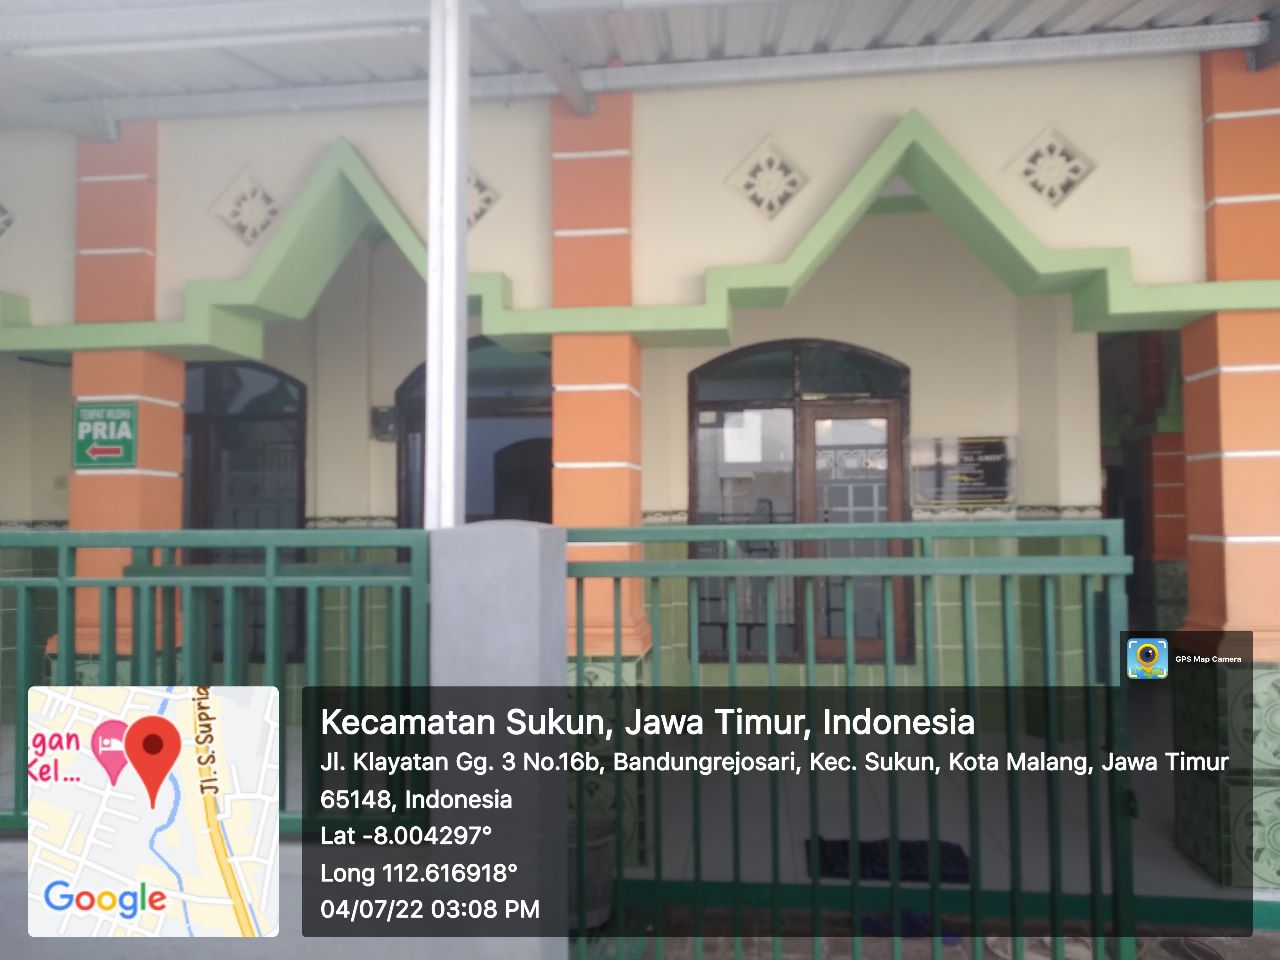 TEMPAT WUDHU
PRIA
GPS Map Camera
gan
Kel...
Jl. S. Supria
Google
Kecamatan Sukun, Jawa Timur, Indonesia
Jl. Klayatan Gg. 3 No.16b, Bandungrejosari, Kec. Sukun, Kota Malang, Jawa Timur
65148, Indonesia
Lat -8.004297°
Long 112.616918°
04/07/22 03:08 PM